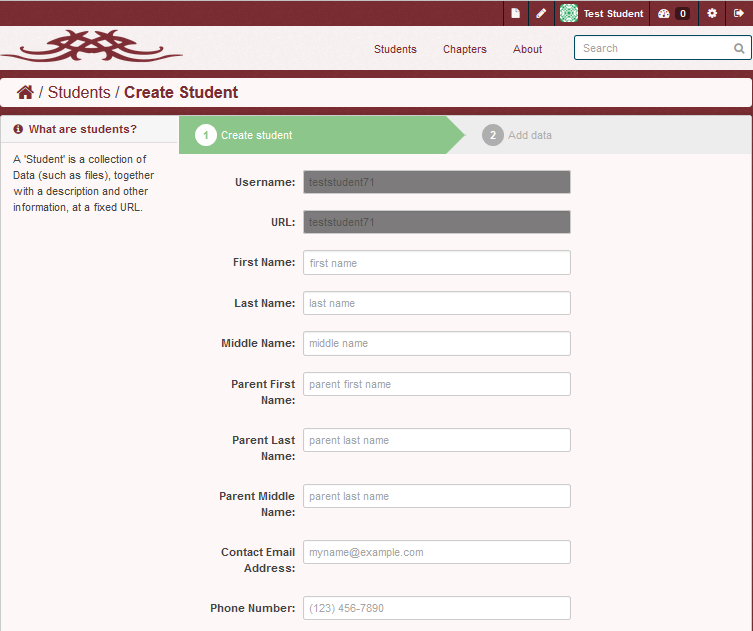 Test Student 0
Students Chapters About Search
/ Students / Create Student
What are students?
A 'Student' is a collection of
Data (such as files), together
with a description and other
information, at a fixed URL.
1 Create student 2 Add data
Username: teststudent71
URL: teststudent71
First Name: first name
Last Name: last name
Middle Name: middle name
Parent First
Name: parent first name
Parent Last
Name: parent last name
Parent Middle
Name: parent last name
Contact Email
Address: myname@example.com
Phone Number: (123) 456-7890